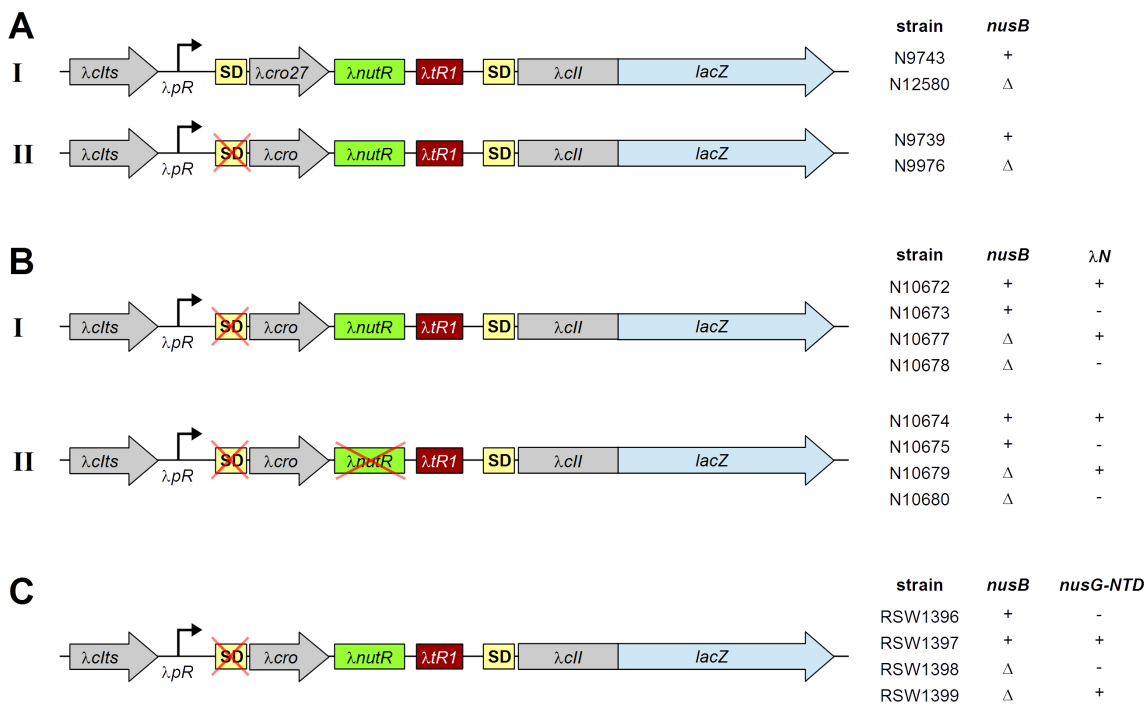 A
strain nusB
I
λcIts λpR SD λcro27 λnutR λtR1 SD λcII lacZ
N9743 +
N12580 Δ
II
λcIts λpR SD λcro λnutR λtR1 SD λcII lacZ
N9739 +
N9976 Δ
B
strain nusB λN
I
λcIts λpR SD λcro λnutR λtR1 SD λcII lacZ
N10672 + +
N10673 + -
N10677 Δ +
N10678 Δ -
II
λcIts λpR SD λcro λnutR λtR1 SD λcII lacZ
N10674 + +
N10675 + -
N10679 Δ +
N10680 Δ -
C
strain nusB nusG-NTD
λcIts λpR SD λcro λnutR λtR1 SD λcII lacZ
RSW1396 + -
RSW1397 + +
RSW1398 Δ -
RSW1399 Δ +